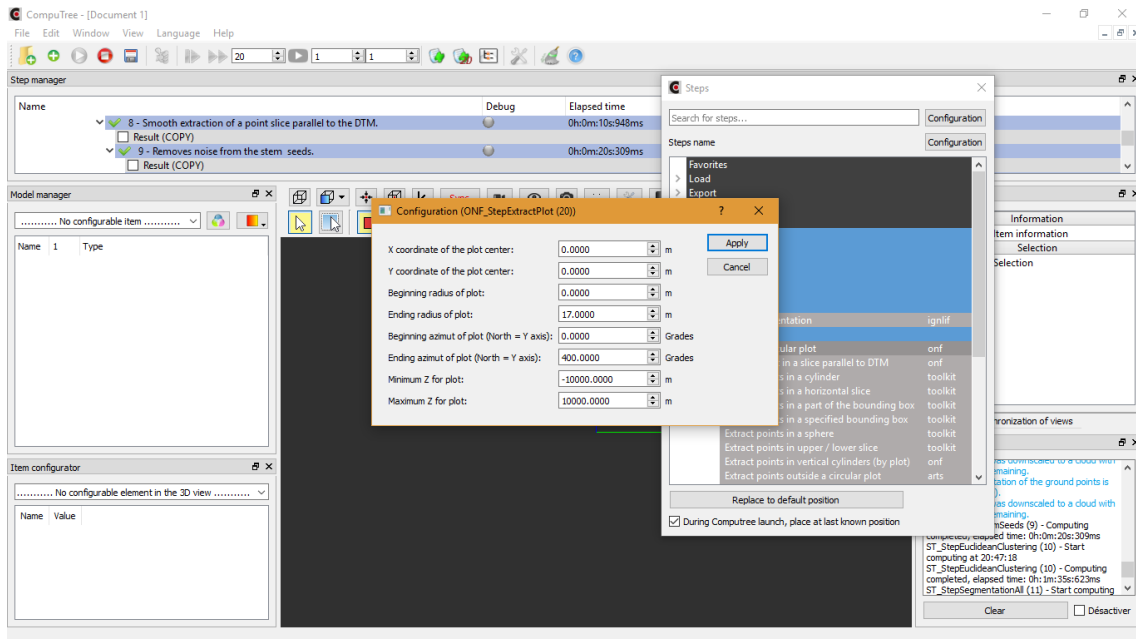 CompuTree - [Document 1]
File Edit Window View Language Help
20 1 1
Step manager
Name Debug Elapsed time
8 - Smooth extraction of a point slice parallel to the DTM. 0h:0m:10s:948ms
Result (COPY)
9 - Removes noise from the stem seeds. 0h:0m:20s:309ms
Result (COPY)
Steps
Search for steps... Configuration
Steps name Configuration
Favorites
Load
Export
Model manager
........... No configurable item ...........
Name 1 Type
Configuration (ONF_StepExtractPlot (20)) ?
X coordinate of the plot center: 0.0000 m
Y coordinate of the plot center: 0.0000 m
Beginning radius of plot: 0.0000 m
Ending radius of plot: 17.0000 m
Beginning azimut of plot (North = Y axis): 0.0000 Grades
Ending azimut of plot (North = Y axis): 400.0000 Grades
Minimum Z for plot: -10000.0000 m
Maximum Z for plot: 10000.0000 m
Apply
Cancel
ignlif
plot onf
in a slice parallel to DTM onf
in a cylinder toolkit
in a horizontal slice toolkit
in a part of the bounding box toolkit
in a specified bounding box toolkit
Extract points in a sphere toolkit
Extract points in upper / lower slice toolkit
Extract points in vertical cylinders (by plot) onf
Extract points outside a circular plot arts
Replace to default position
During Computree launch, place at last known position
Information
Item information
Selection
Selection
of views
Item configurator
........... No configurable element in the 3D view ...........
Name Value
was downscaled to a cloud with
remaining.
of the ground points is
as downscaled to a cloud with
remaining.
(9) - Computing
completed, elapsed time: 0h:0m:20s:309ms
ST_StepEuclideanClustering (10) - Start
computing at 20:47:18
ST_StepEuclideanClustering (10) - Computing
completed, elapsed time: 0h:1m:35s:623ms
ST_StepSegmentationAll (11) - Start computing
Clear Désactiver